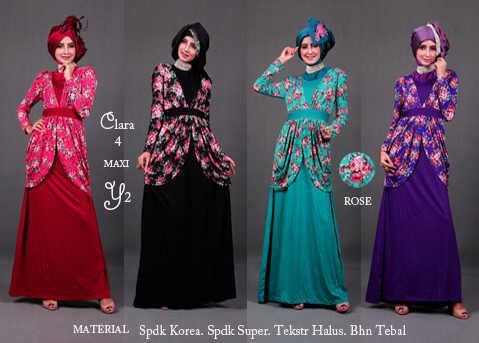 Clara
4
MAXI
Y2
ROSE
MATERIAL Spdk Korea. Spdk Super. Tekstr Halus. Bhn Tebal